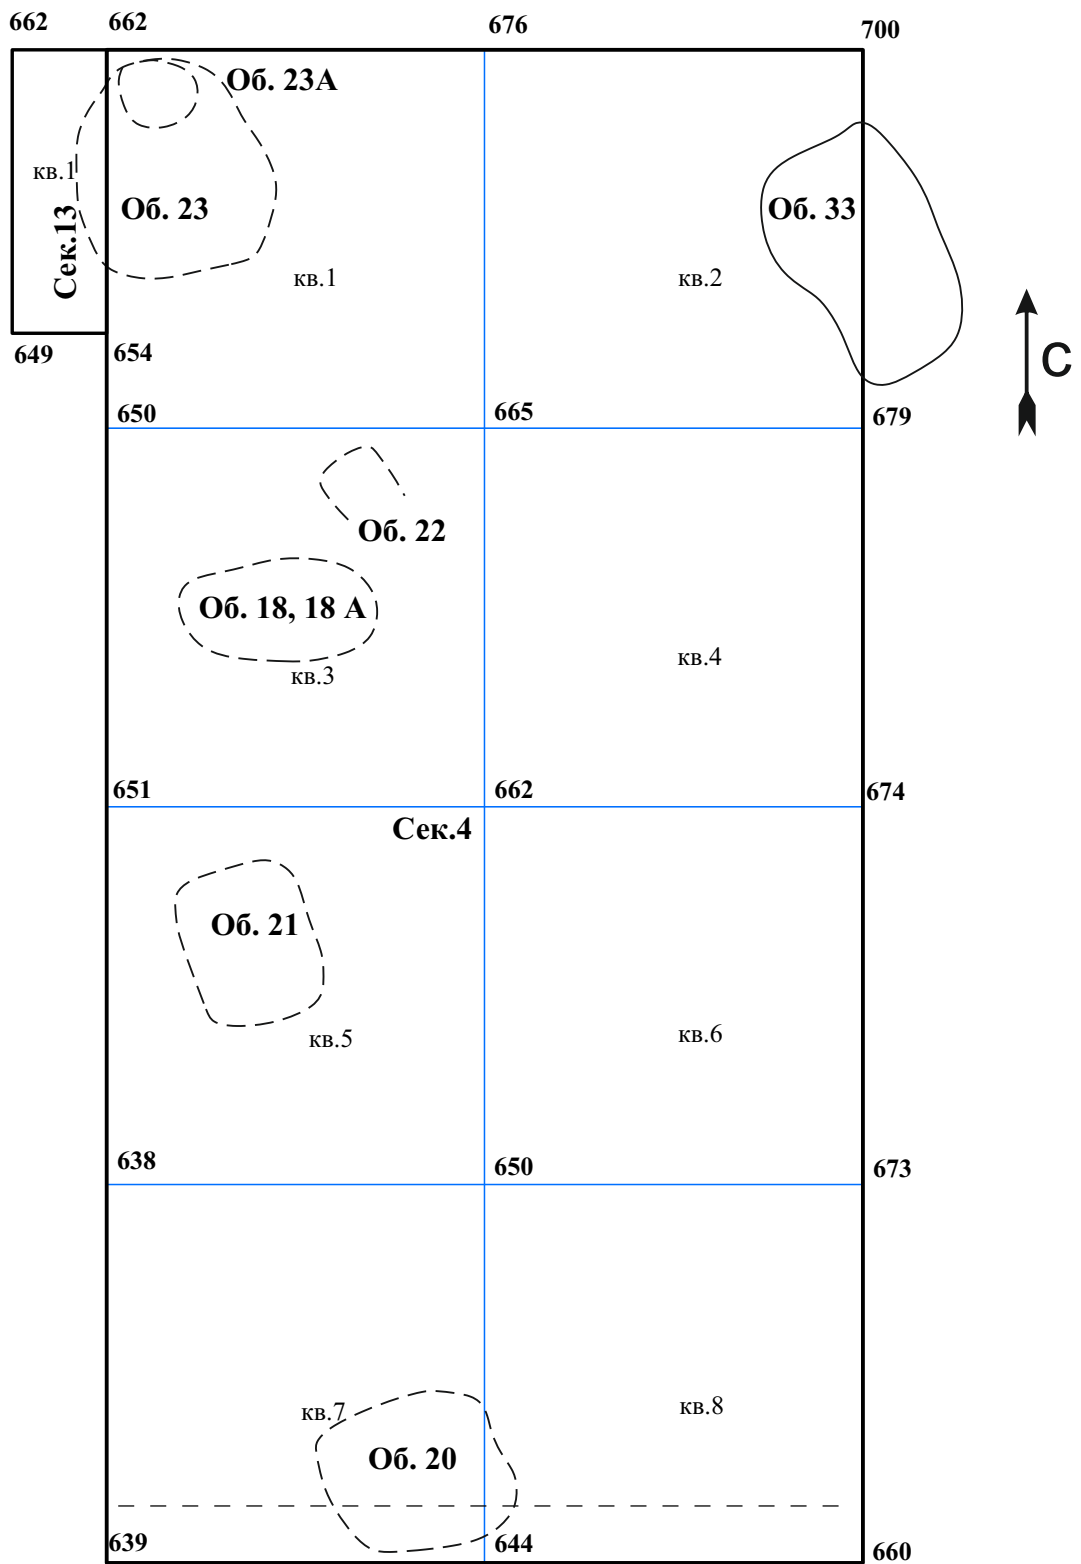 662
662
676
700
Об. 23А
кв.1
Сек.13
Об. 23
Об. 33
кв.1
кв.2
649
654
С
650
665
679
Об. 22
Об. 18, 18 А
кв.3
кв.4
651
662
674
Сек.4
Об. 21
кв.5
кв.6
638
650
673
кв.7
кв.8
Об. 20
639
644
660